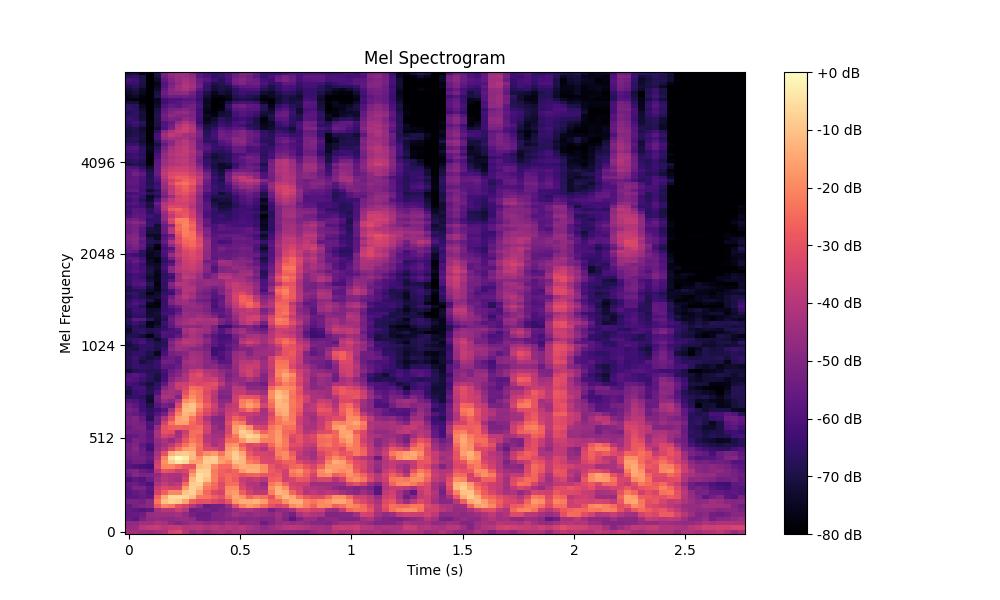 Mel Spectrogram
Mel Frequency
4096
2048
1024
512
0
0
0.5
1
1.5
2
2.5
Time (s)
+0 dB
-10 dB
-20 dB
-30 dB
-40 dB
-50 dB
-60 dB
-70 dB
-80 dB